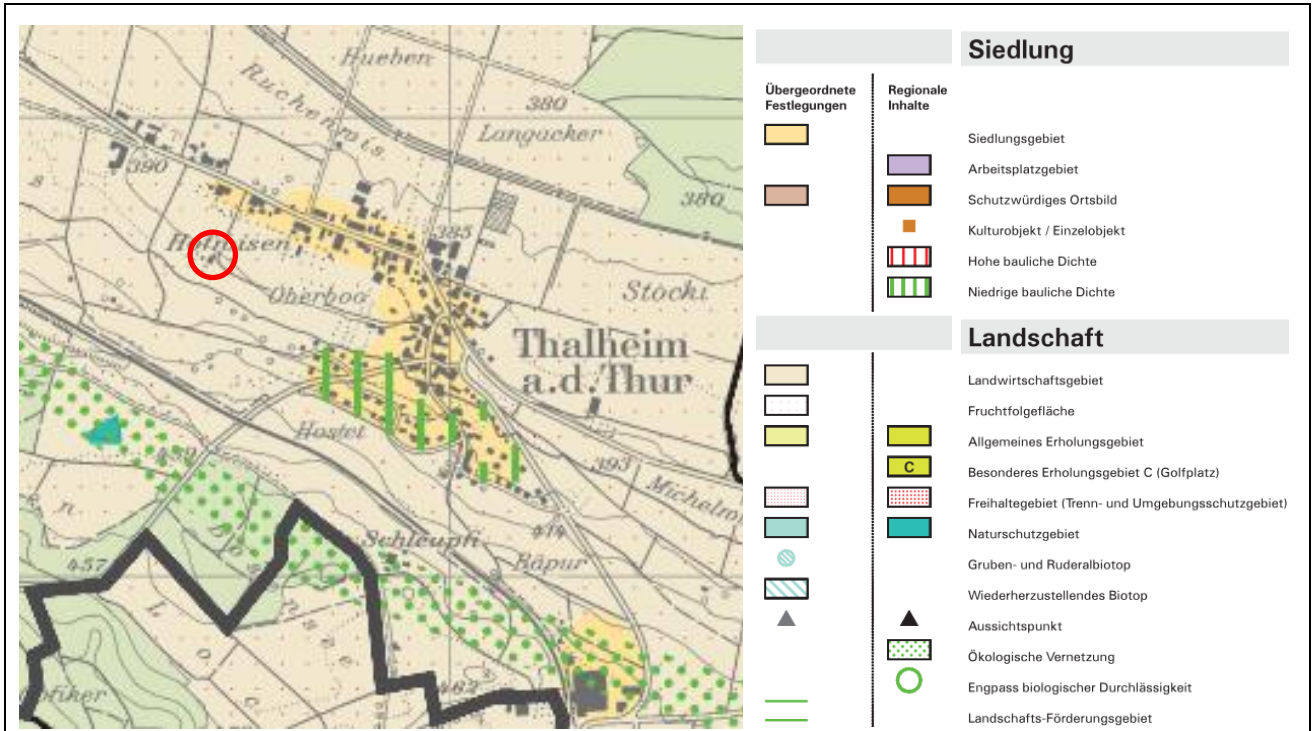 Hueben
Ruchenmis.
380
Langacker
390
s
380
Hofwisen
385
Oberboo
Stocki
Thalheim
a.d. Thur
Hostet
393
Michelmo
n
414
Schleupfi
Räpur
457
462
Siedlung
Übergeordnete Regionale
Festlegungen Inhalte
Siedlungsgebiet
Arbeitsplatzgebiet
Schutzwürdiges Ortsbild
Kulturobjekt / Einzelobjekt
Hohe bauliche Dichte
Niedrige bauliche Dichte
Landschaft
Landwirtschaftsgebiet
Fruchtfolgefläche
Allgemeines Erholungsgebiet
C Besonderes Erholungsgebiet C (Golfplatz)
Freihaltegebiet (Trenn- und Umgebungsschutzgebiet)
Naturschutzgebiet
Gruben- und Ruderalbiotop
Wiederherzustellendes Biotop
Aussichtspunkt
Ökologische Vernetzung
Engpass biologischer Durchlässigkeit
Landschafts-Förderungsgebiet